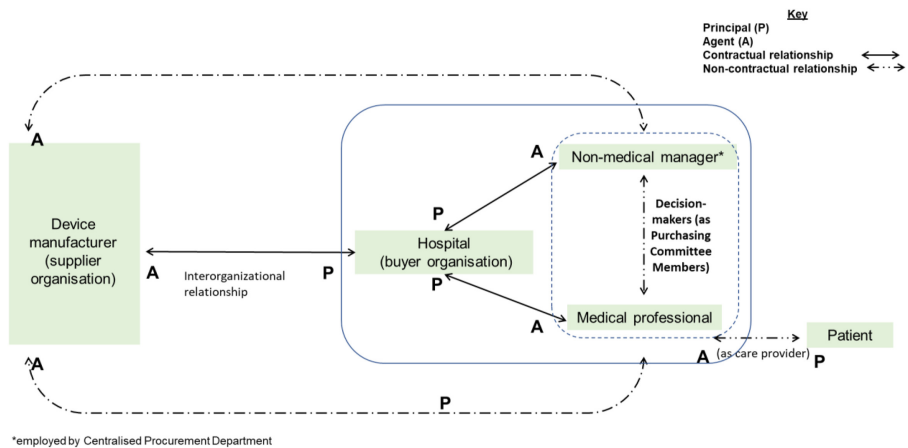 Key
Principal (P)
Agent (A)
Contractual relationship
Non-contractual relationship
A
A
Non-medical manager*
Device
manufacturer
(supplier
organisation)
P
Decision-
makers (as
Purchasing
Committee
Members)
Hospital
(buyer organisation)
A
Interorganizational
relationship
P
P
A
Medical professional
Patient
A
(as care provider)
P
A
P
*employed by Centralised Procurement Department